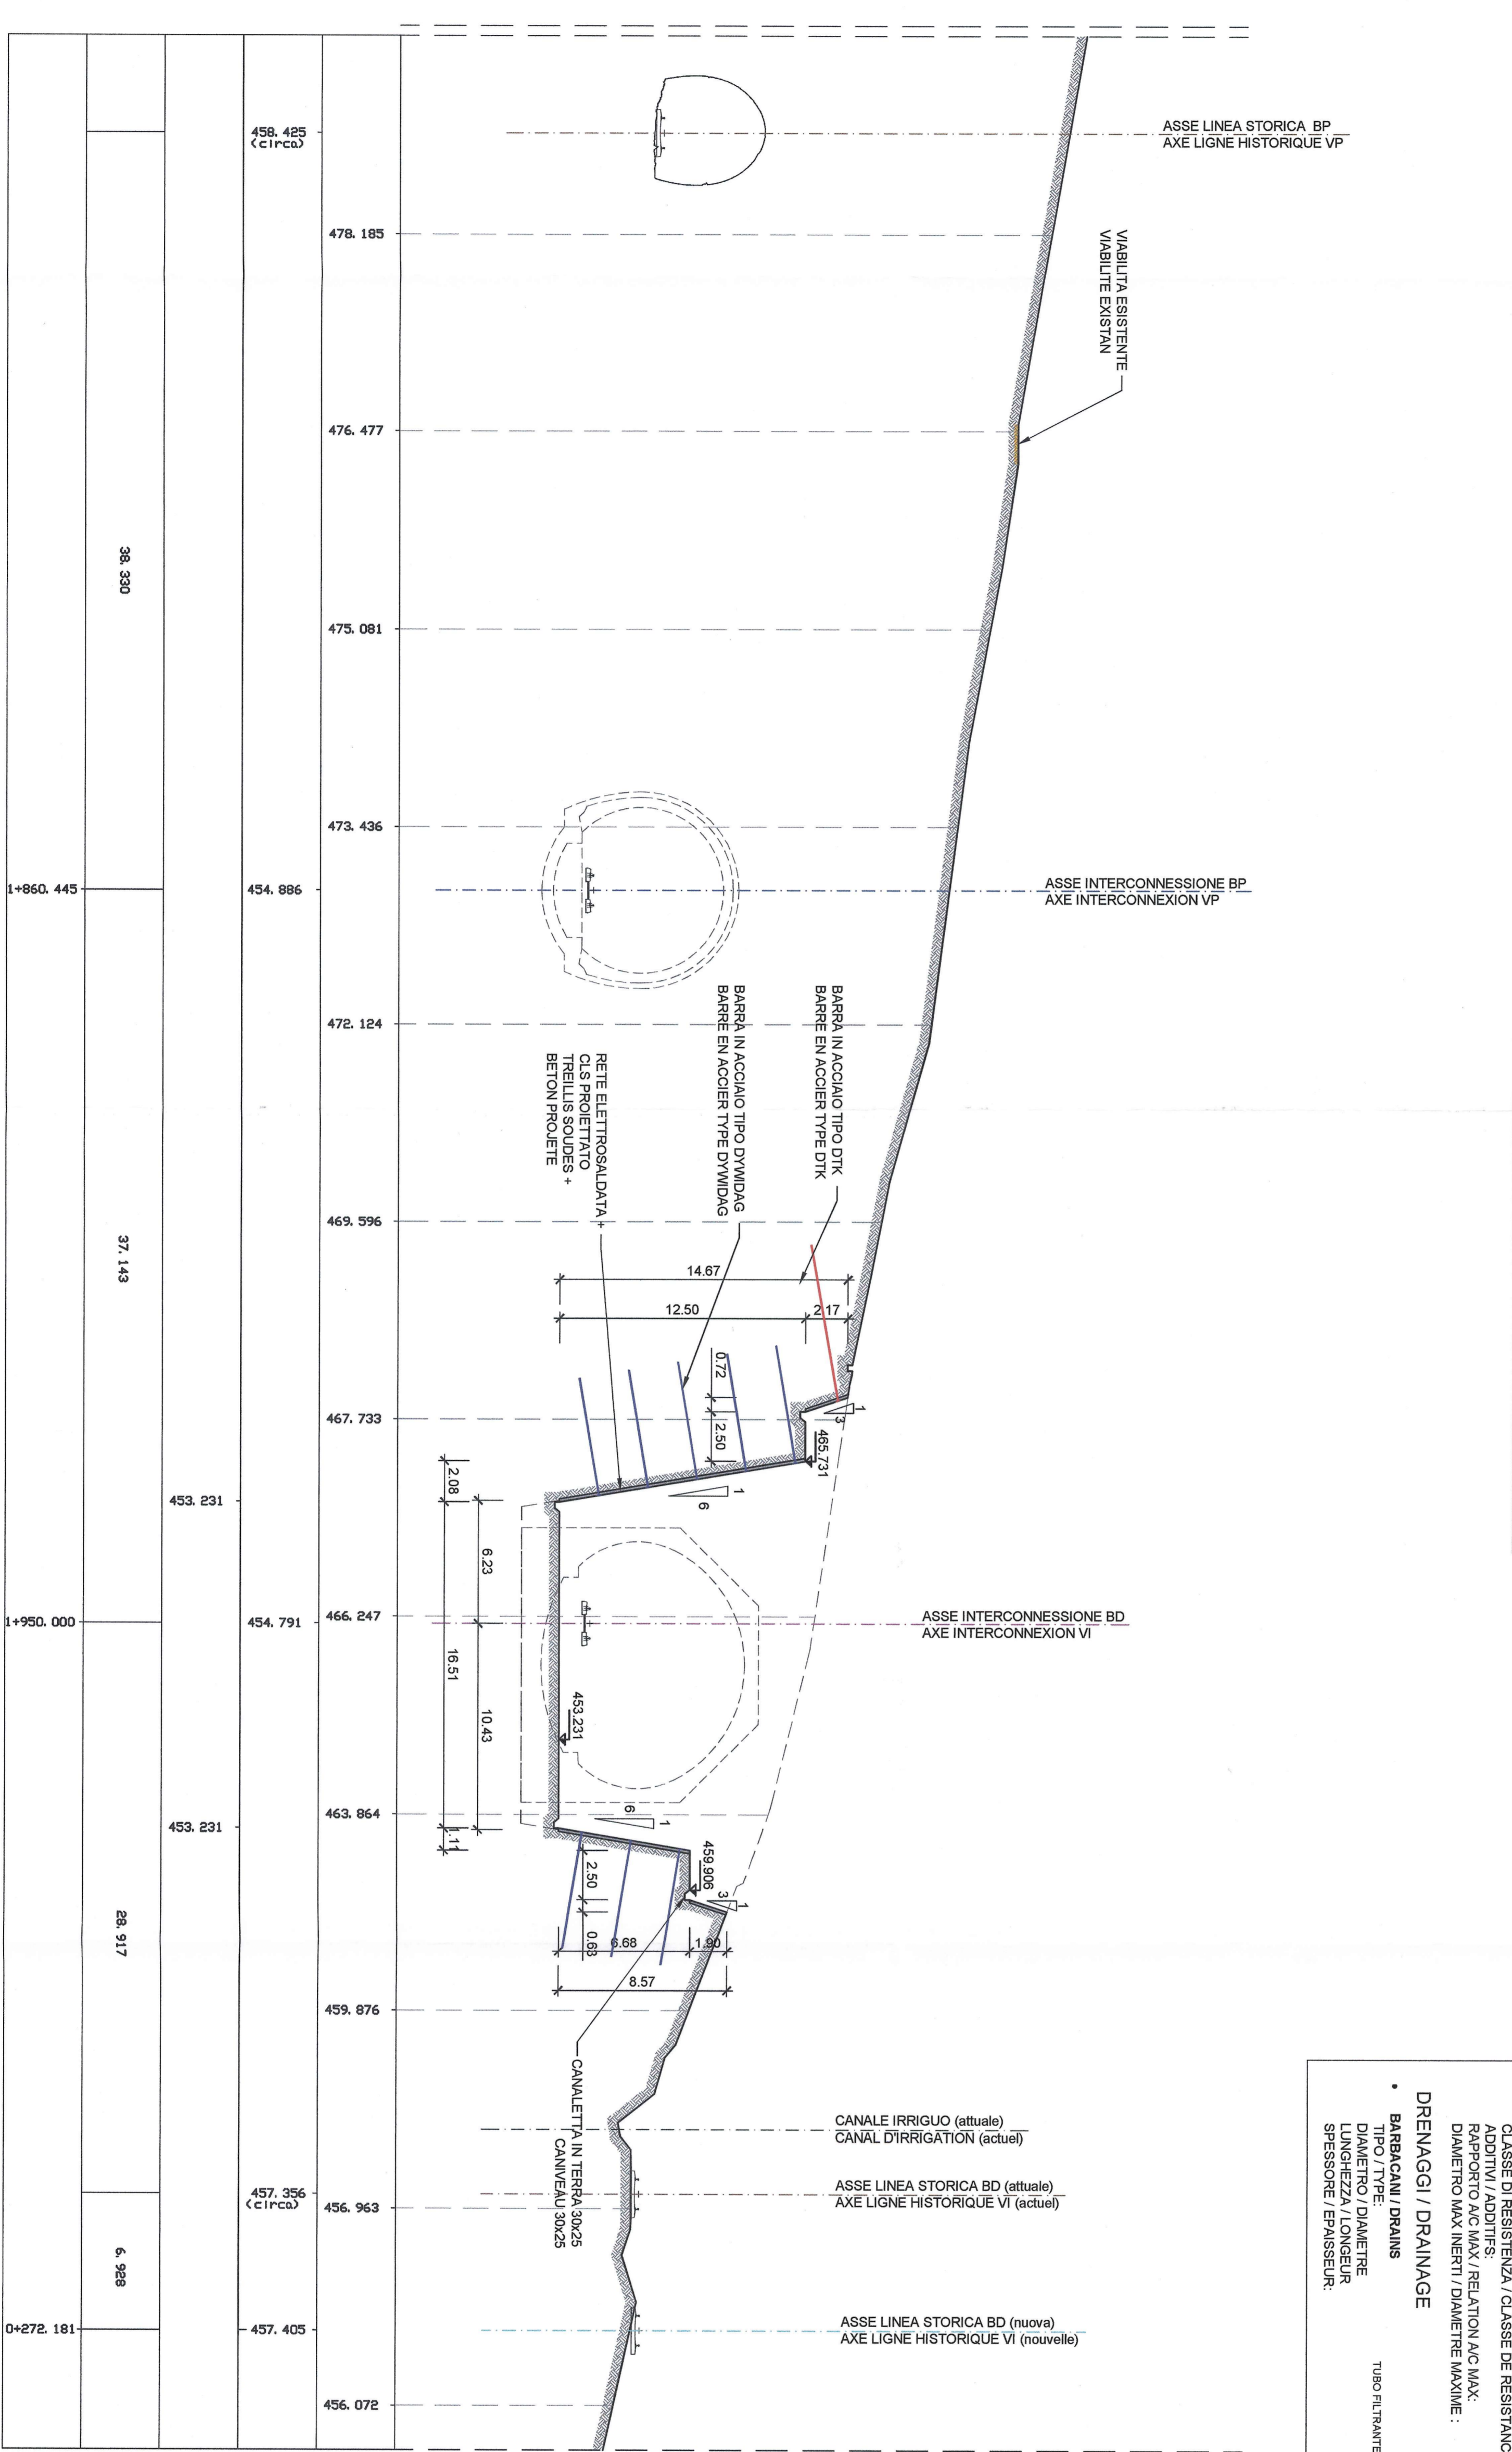 ASSE LINEA STORICA BP
AXE LIGNE HISTORIQUE VP
VIABILITA ESISTENTE
VIABILITE EXISTAN
ASSE INTERCONNESSIONE BP
AXE INTERCONNEXION VP
BARRA IN ACCIAIO TIPO DTK
BARRE EN ACCIER TYPE DTK
BARRA IN ACCIAIO TIPO DYWIDAG
BARRE EN ACCIER TYPE DYWIDAG
RETE ELETTROSALDATA +
CLS PROIETTATO
TREILLIS SOUDES +
BETON PROJETE
14.67
12.50
2.17
0.72
2.50
1
3
465.731
1
6
2.08
6.23
16.51
10.43
453.231
ASSE INTERCONNESSIONE BD
AXE INTERCONNEXION VI
6
1
1.11
459.906
3
1
2.50
0.63
6.68
1.90
8.57
CANALETTA IN TERRA 30x25
CANIVEAU 30x25
CANALE IRRIGUO (attuale)
CANAL D'IRRIGATION (actuel)
ASSE LINEA STORICA BD (attuale)
AXE LIGNE HISTORIQUE VI (actuel)
ASSE LINEA STORICA BD (nuova)
AXE LIGNE HISTORIQUE VI (nouvelle)
478.185
476.477
475.081
473.436
472.124
469.596
467.733
466.247
463.864
459.876
456.963
456.072
458.425
(circa)
454.886
454.791
457.356
(circa)
457.405
453.231
453.231
38.330
37.143
28.917
6.928
1+860.445
1+950.000
0+272.181
CLASSE DI RESISTENZA / CLASSE DE RESISTANC
ADDITIVI / ADDITIFS:
RAPPORTO A/C MAX / RELATION A/C MAX:
DIAMETRO MAX INERTI / DIAMETRE MAXIME :
DRENAGGI / DRAINAGE
• BARBACANI / DRAINS
TIPO / TYPE:
TUBO FILTRANTE
DIAMETRO / DIAMETRE
LUNGHEZZA / LONGEUR
SPESSORE / EPAISSEUR: